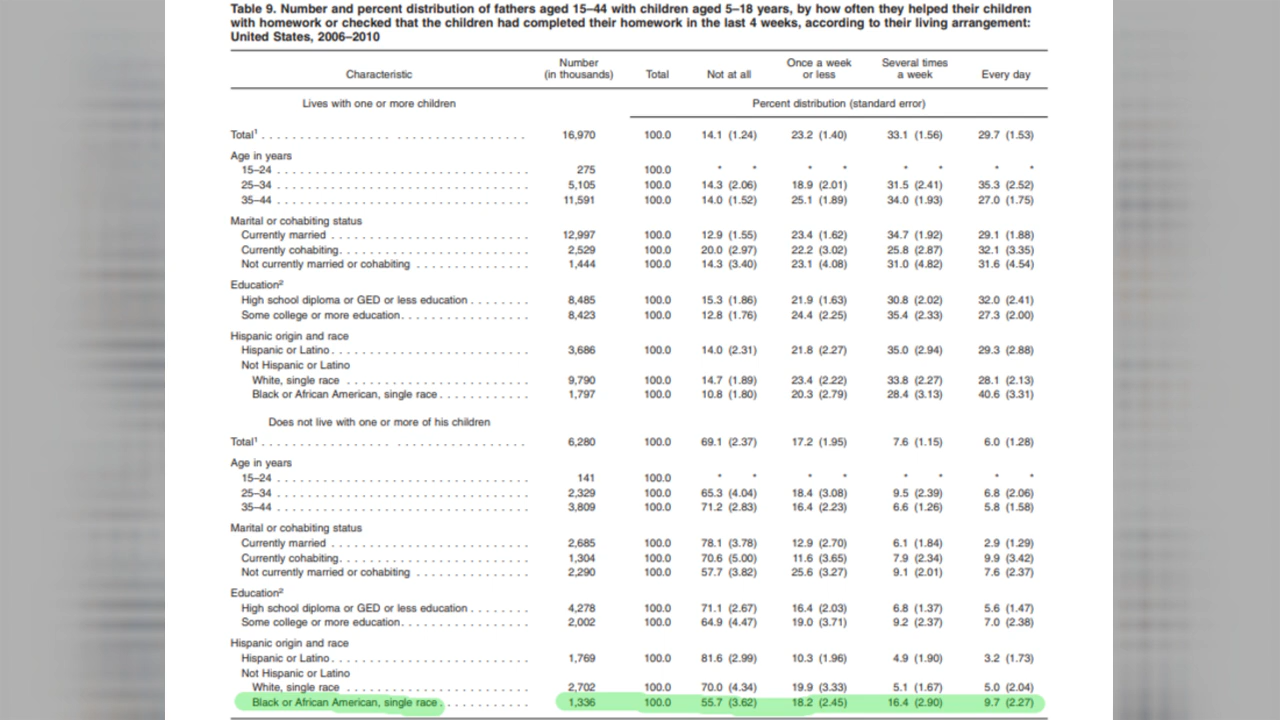 Table 9. Number and percent distribution of fathers aged 15–44 with children aged 5–18 years, by how often they helped their children
with homework or checked that the children had completed their homework in the last 4 weeks, according to their living arrangement:
United States, 2006–2010
Characteristic Number (in thousands) Total Not at all Once a week or less Several times a week Every day
Lives with one or more children Percent distribution (standard error)
Total¹ . . . . . . . . . . . . . . . . . . . . . . . . . . . . . . . . . 16,970 100.0 14.1 (1.24) 23.2 (1.40) 33.1 (1.56) 29.7 (1.53)
Age in years
15–24 . . . . . . . . . . . . . . . . . . . . . . . . . . . . . . . . 275 100.0 * * * * * * * *
25–34 . . . . . . . . . . . . . . . . . . . . . . . . . . . . . . . . 5,105 100.0 14.3 (2.06) 18.9 (2.01) 31.5 (2.41) 35.3 (2.52)
35–44 . . . . . . . . . . . . . . . . . . . . . . . . . . . . . . . . 11,591 100.0 14.0 (1.52) 25.1 (1.89) 34.0 (1.93) 27.0 (1.75)
Marital or cohabiting status
Currently married . . . . . . . . . . . . . . . . . . . . . . . . . 12,997 100.0 12.9 (1.55) 23.4 (1.62) 34.7 (1.92) 29.1 (1.88)
Currently cohabiting. . . . . . . . . . . . . . . . . . . . . . . . 2,529 100.0 20.0 (2.97) 22.2 (3.02) 25.8 (2.87) 32.1 (3.35)
Not currently married or cohabiting . . . . . . . . . . . . . . 1,444 100.0 14.3 (3.40) 23.1 (4.08) 31.0 (4.82) 31.6 (4.54)
Education²
High school diploma or GED or less education . . . . . . . . 8,485 100.0 15.3 (1.86) 21.9 (1.63) 30.8 (2.02) 32.0 (2.41)
Some college or more education. . . . . . . . . . . . . . . . 8,423 100.0 12.8 (1.76) 24.4 (2.25) 35.4 (2.33) 27.3 (2.00)
Hispanic origin and race
Hispanic or Latino. . . . . . . . . . . . . . . . . . . . . . . . . 3,686 100.0 14.0 (2.31) 21.8 (2.27) 35.0 (2.94) 29.3 (2.88)
Not Hispanic or Latino
White, single race . . . . . . . . . . . . . . . . . . . . . . . 9,790 100.0 14.7 (1.89) 23.4 (2.22) 33.8 (2.27) 28.1 (2.13)
Black or African American, single race . . . . . . . . . . . 1,797 100.0 10.8 (1.80) 20.3 (2.79) 28.4 (3.13) 40.6 (3.31)
Does not live with one or more of his children
Total¹ . . . . . . . . . . . . . . . . . . . . . . . . . . . . . . . . . 6,280 100.0 69.1 (2.37) 17.2 (1.95) 7.6 (1.15) 6.0 (1.28)
Age in years
15–24 . . . . . . . . . . . . . . . . . . . . . . . . . . . . . . . . 141 100.0 * * * * * * * *
25–34 . . . . . . . . . . . . . . . . . . . . . . . . . . . . . . . . 2,329 100.0 65.3 (4.04) 18.4 (3.08) 9.5 (2.39) 6.8 (2.06)
35–44 . . . . . . . . . . . . . . . . . . . . . . . . . . . . . . . . 3,809 100.0 71.2 (2.83) 16.4 (2.23) 6.6 (1.26) 5.8 (1.58)
Marital or cohabiting status
Currently married . . . . . . . . . . . . . . . . . . . . . . . . . 2,685 100.0 78.1 (3.78) 12.9 (2.70) 6.1 (1.84) 2.9 (1.29)
Currently cohabiting. . . . . . . . . . . . . . . . . . . . . . . . 1,304 100.0 70.6 (5.00) 11.6 (3.65) 7.9 (2.34) 9.9 (3.42)
Not currently married or cohabiting . . . . . . . . . . . . . . 2,290 100.0 57.7 (3.82) 25.6 (3.27) 9.1 (2.01) 7.6 (2.37)
Education²
High school diploma or GED or less education . . . . . . . . 4,278 100.0 71.1 (2.67) 16.4 (2.03) 6.8 (1.37) 5.6 (1.47)
Some college or more education. . . . . . . . . . . . . . . . 2,002 100.0 64.9 (4.47) 19.0 (3.71) 9.2 (2.37) 7.0 (2.38)
Hispanic origin and race
Hispanic or Latino. . . . . . . . . . . . . . . . . . . . . . . . . 1,769 100.0 81.6 (2.99) 10.3 (1.96) 4.9 (1.90) 3.2 (1.73)
Not Hispanic or Latino
White, single race . . . . . . . . . . . . . . . . . . . . . . . 2,702 100.0 70.0 (4.34) 19.9 (3.33) 5.1 (1.67) 5.0 (2.04)
Black or African American, single race . . . . . . . . . . . 1,336 100.0 55.7 (3.62) 18.2 (2.45) 16.4 (2.90) 9.7 (2.27)